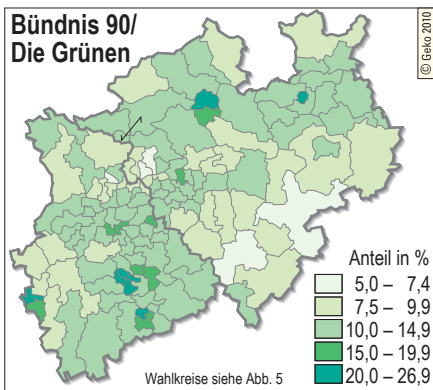 Bündnis 90/
Die Grünen
© Geko 2010
Anteil in %
5,0 – 7,4
7,5 – 9,9
10,0 – 14,9
15,0 – 19,9
20,0 – 26,9
Wahlkreise siehe Abb. 5